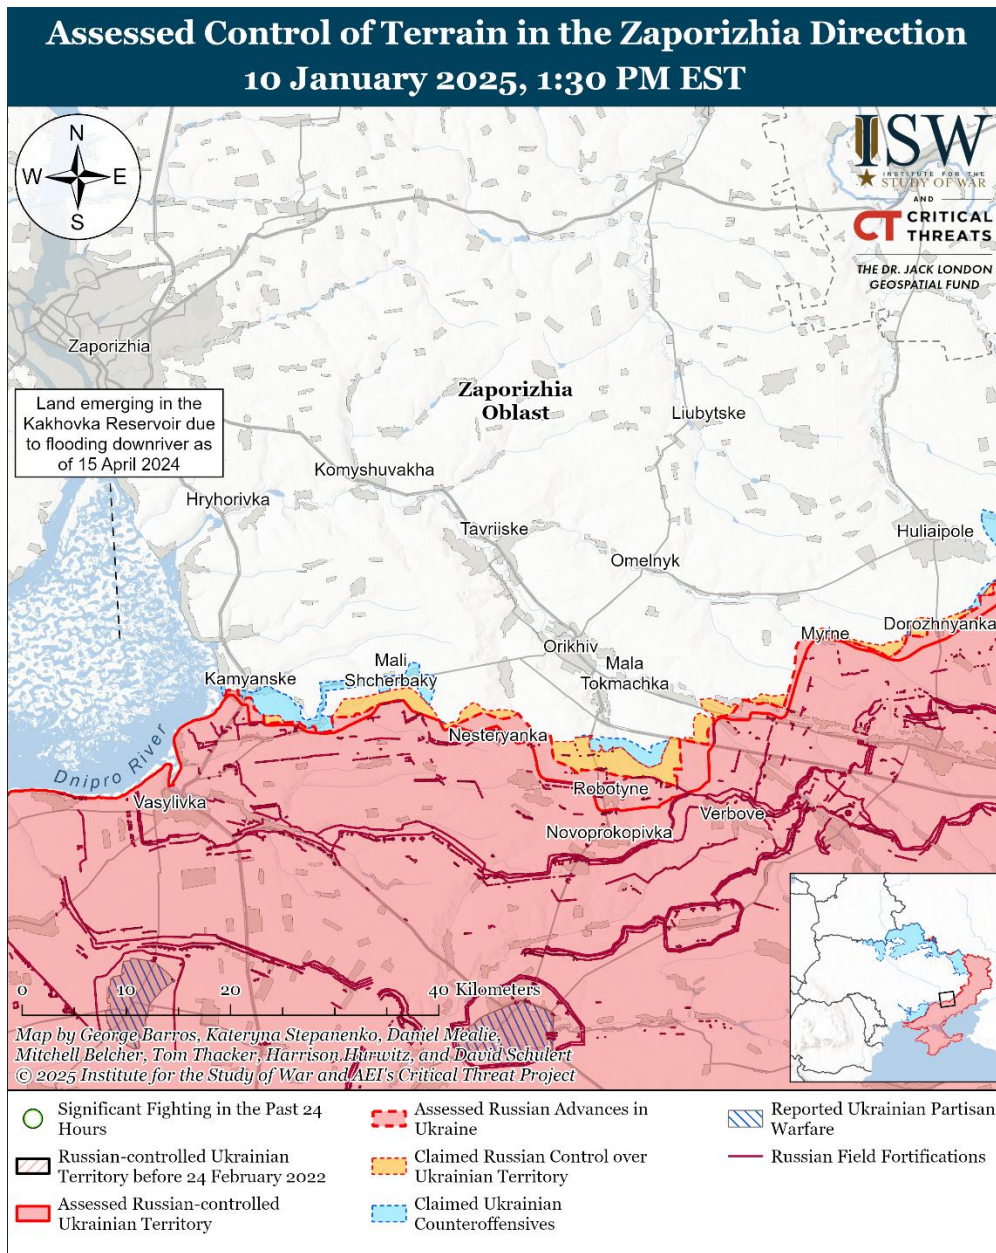 Assessed Control of Terrain in the Zaporizhia Direction
10 January 2025, 1:30 PM EST
N
W
E
S
ISW
INSTITUTE FOR THE
STUDY OF WAR
AND
CT CRITICAL
THREATS
THE DR. JACK LONDON
GEOSPATIAL FUND
Zaporizhia
Land emerging in the
Kakhovka Reservoir due
to flooding downriver as
of 15 April 2024
Zaporizhia
Oblast
Liubytske
Komyshuvakha
Hryhorivka
Tavriiske
Huliaipole
Omelnyk
Dorozhnyanka
Myrne
Orikhiv
Mali
Shcherbaky
Mala
Tokmachka
Kamyanske
Nesteryanka
Dnipro River
Robotyne
Vasylivka
Verbove
Novoprokopivka
0 10 20 40 Kilometers
Map by George Barros, Kateryna Stepanenko, Daniel Mealie,
Mitchell Belcher, Tom Thacker, Harrison Hurwitz, and David Schulert
© 2025 Institute for the Study of War and AEI's Critical Threat Project
Significant Fighting in the Past 24
Hours
Russian-controlled Ukrainian
Territory before 24 February 2022
Assessed Russian-controlled
Ukrainian Territory
Assessed Russian Advances in
Ukraine
Claimed Russian Control over
Ukrainian Territory
Claimed Ukrainian
Counteroffensives
Reported Ukrainian Partisan
Warfare
Russian Field Fortifications